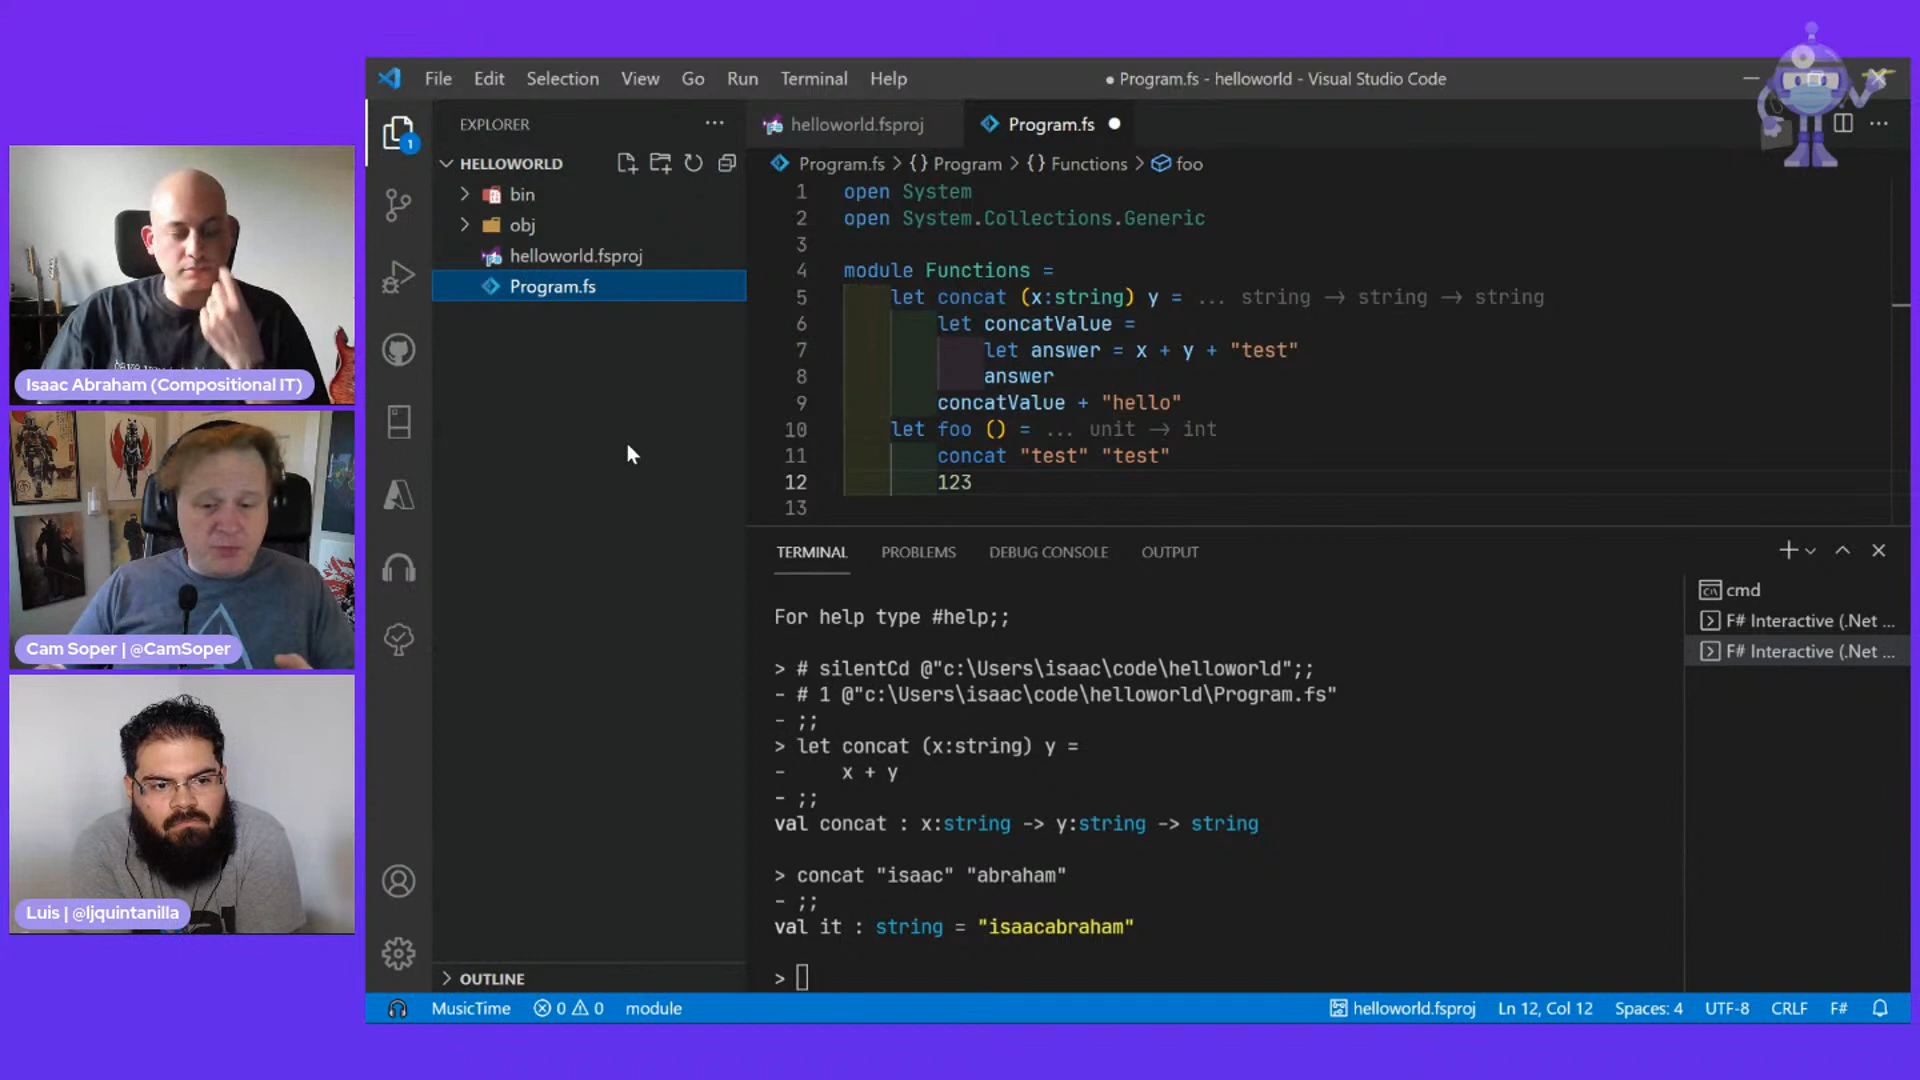 File Edit Selection View Go Run Terminal Help
● Program.fs - helloworld - Visual Studio Code
EXPLORER
HELLOWORLD
bin
obj
helloworld.fsproj
Program.fs
OUTLINE
1
helloworld.fsproj
Program.fs
Program.fs > {} Program > {} Functions > foo
1 open System
2 open System.Collections.Generic
3
4 module Functions =
5 let concat (x:string) y = ... string → string → string
6 let concatValue =
7 let answer = x + y + "test"
8 answer
9 concatValue + "hello"
10 let foo () = ... unit → int
11 concat "test" "test"
12 123
13
TERMINAL PROBLEMS DEBUG CONSOLE OUTPUT
For help type #help;;
> # silentCd @"c:\Users\isaac\code\helloworld";;
- # 1 @"c:\Users\isaac\code\helloworld\Program.fs"
- ;;
> let concat (x:string) y =
- x + y
- ;;
val concat : x:string -> y:string -> string
> concat "isaac" "abraham"
- ;;
val it : string = "isaacabraham"
>
cmd
F# Interactive (.Net ...
F# Interactive (.Net ...
MusicTime 0 0 module
helloworld.fsproj Ln 12, Col 12 Spaces: 4 UTF-8 CRLF F#
Isaac Abraham (Compositional IT)
Cam Soper | @CamSoper
Luis | @ljquintanilla